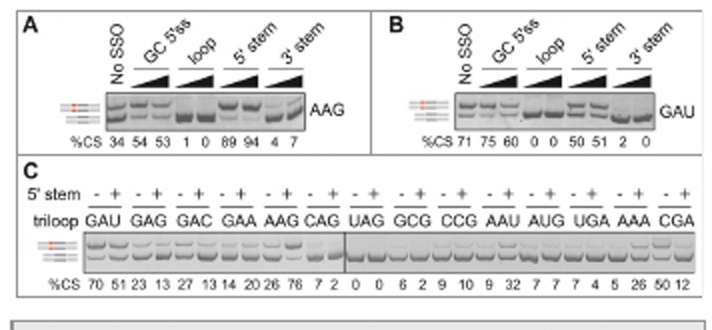 A
No SSO GC 5'ss loop 5' stem 3' stem
AAG
%CS 34 54 53 1 0 89 94 4 7
B
No SSO GC 5'ss loop 5' stem 3' stem
GAU
%CS 71 75 60 0 0 50 51 2 0
C
5' stem - + - + - + - + - + - + - + - + - + - + - + - + - + - +
triloop GAU GAG GAC GAA AAG CAG UAG GCG CCG AAU AUG UGA AAA CGA
%CS 70 51 23 13 27 13 14 20 26 76 7 2 0 0 6 2 9 10 9 32 7 7 7 4 5 26 50 12